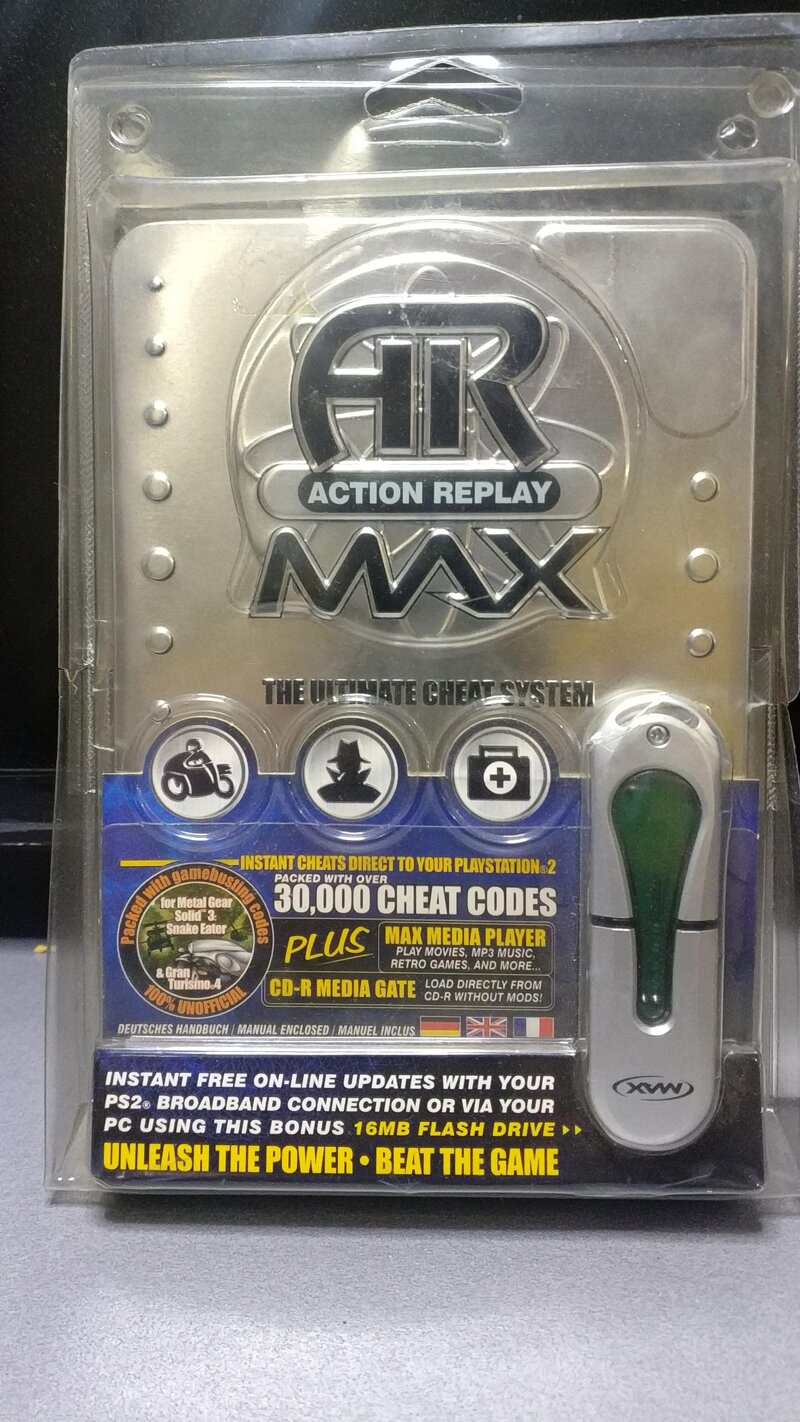 AR
ACTION REPLAY
MAX
THE ULTIMATE CHEAT SYSTEM
INSTANT CHEATS DIRECT TO YOUR PLAYSTATION®2
PACKED WITH OVER
30,000 CHEAT CODES
Packed with gamebusting codes
for Metal Gear
Solid™ 3:
Snake Eater
& Gran
Turismo® 4
100% UNOFFICIAL
PLUS
MAX MEDIA PLAYER
PLAY MOVIES, MP3 MUSIC,
RETRO GAMES, AND MORE...
CD-R MEDIA GATE
LOAD DIRECTLY FROM
CD-R WITHOUT MODS!
DEUTSCHES HANDBUCH / MANUAL ENCLOSED / MANUEL INCLUS
INSTANT FREE ON-LINE UPDATES WITH YOUR
PS2® BROADBAND CONNECTION OR VIA YOUR
PC USING THIS BONUS 16MB FLASH DRIVE
UNLEASH THE POWER • BEAT THE GAME
MAX